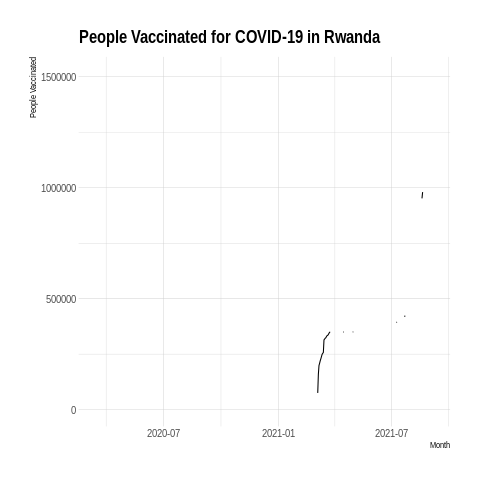 People Vaccinated for COVID-19 in Rwanda
People Vaccinated
1500000
1000000
500000
0
2020-07
2021-01
2021-07
Month